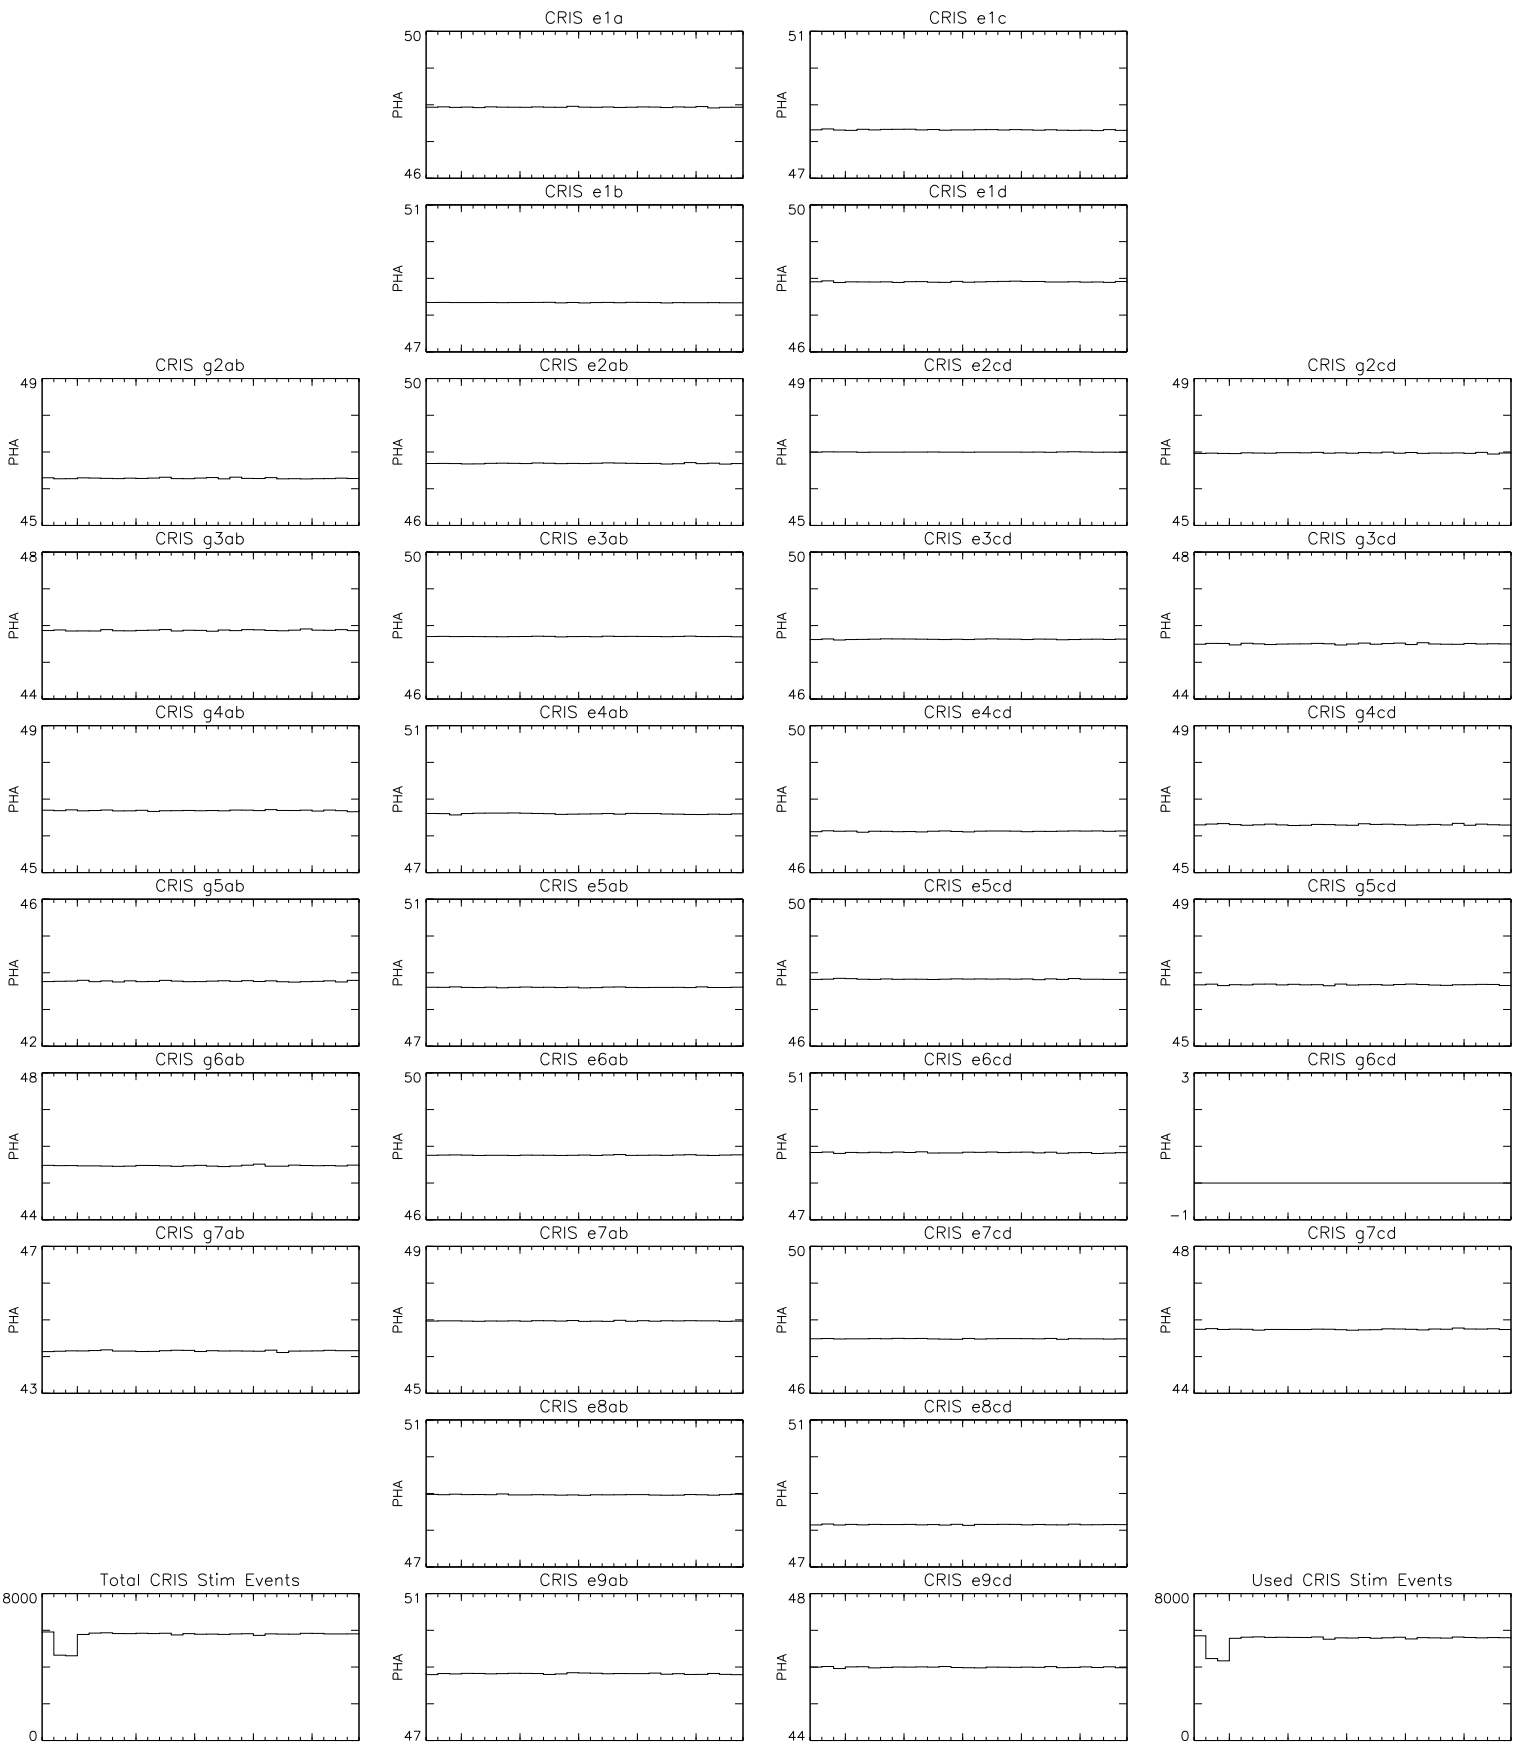 CRIS e1a
50
PHA
46
CRIS e1c
51
PHA
47
CRIS e1b
51
PHA
47
CRIS e1d
50
PHA
46
CRIS g2ab
49
PHA
45
CRIS e2ab
50
PHA
46
CRIS e2cd
49
PHA
45
CRIS g2cd
49
PHA
45
CRIS g3ab
48
PHA
44
CRIS e3ab
50
PHA
46
CRIS e3cd
50
PHA
46
CRIS g3cd
48
PHA
44
CRIS g4ab
49
PHA
45
CRIS e4ab
51
PHA
47
CRIS e4cd
50
PHA
46
CRIS g4cd
49
PHA
45
CRIS g5ab
46
PHA
42
CRIS e5ab
51
PHA
47
CRIS e5cd
50
PHA
46
CRIS g5cd
49
PHA
45
CRIS g6ab
48
PHA
44
CRIS e6ab
50
PHA
46
CRIS e6cd
51
PHA
47
CRIS g6cd
3
PHA
-1
CRIS g7ab
47
PHA
43
CRIS e7ab
49
PHA
45
CRIS e7cd
50
PHA
46
CRIS g7cd
48
PHA
44
CRIS e8ab
51
PHA
47
CRIS e8cd
51
PHA
47
Total CRIS Stim Events
8000
0
CRIS e9ab
51
PHA
47
CRIS e9cd
48
PHA
44
Used CRIS Stim Events
8000
0